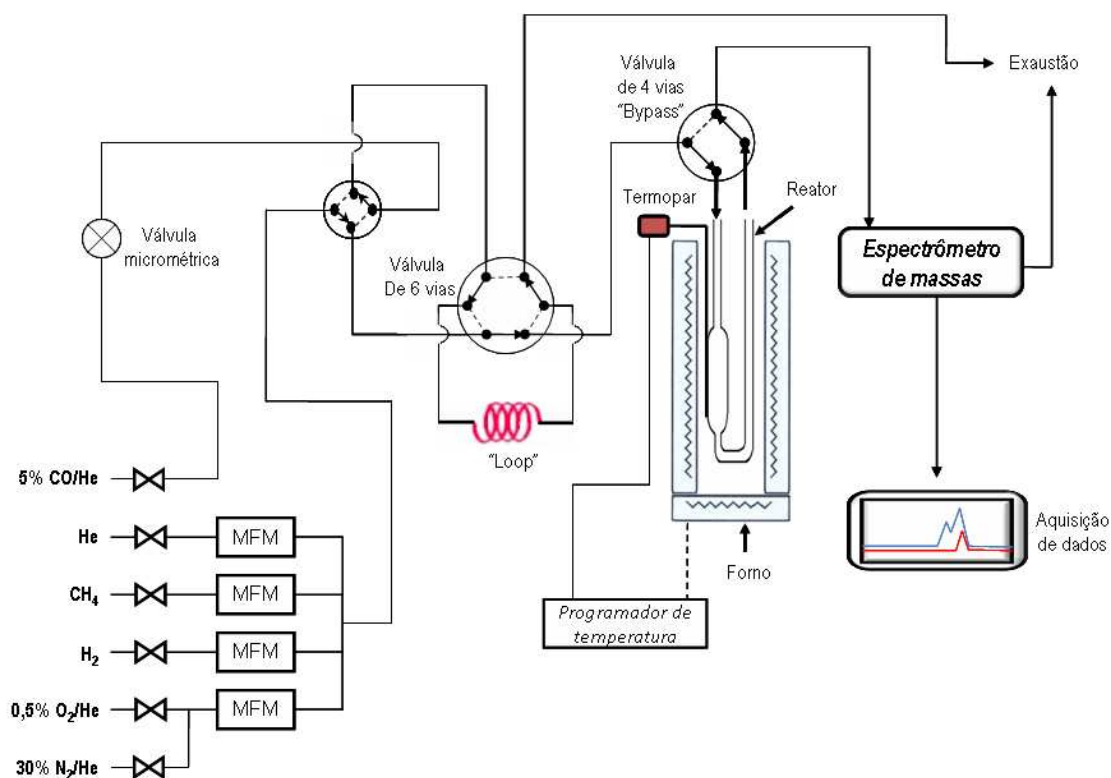 Válvula
de 4 vias
“Bypass”
Exaustão
Termopar
Reator
Válvula
micrométrica
Válvula
De 6 vias
Espectrômetro
de massas
“Loop”
5% CO/He
He
MFM
CH4
MFM
H2
MFM
0,5% O2/He
MFM
30% N2/He
Forno
Programador de
temperatura
Aquisição
de dados